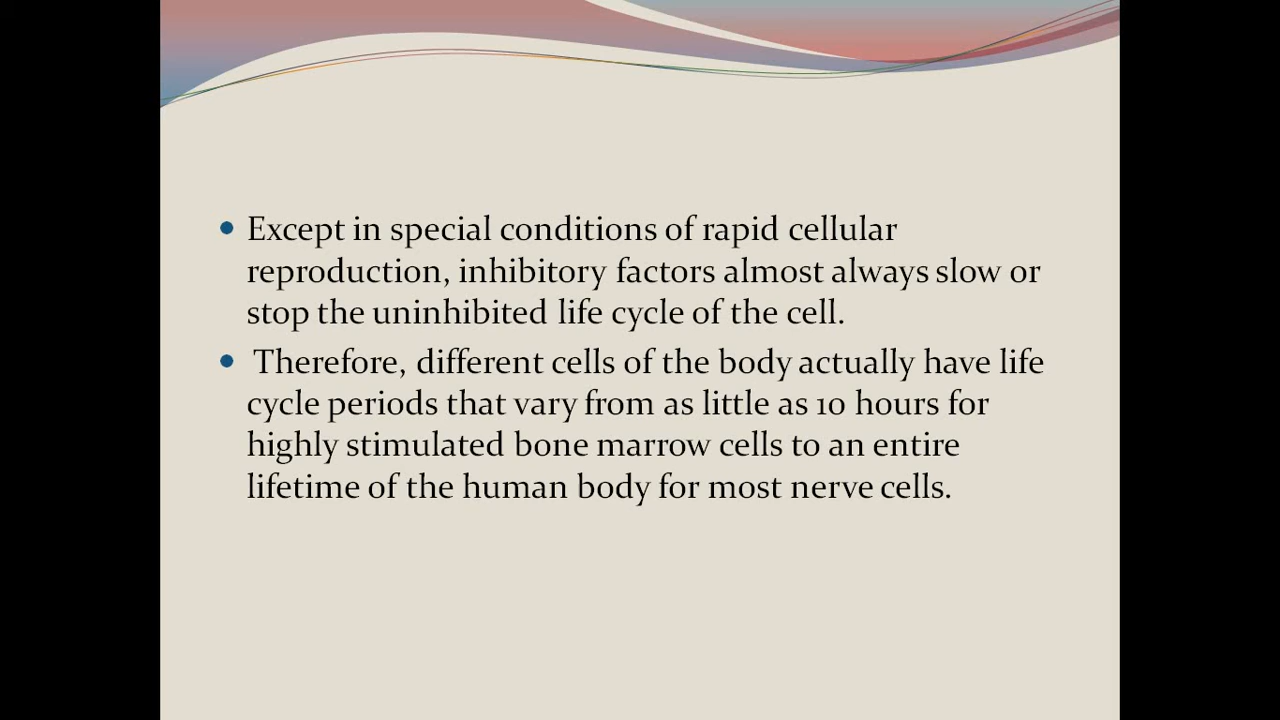 • Except in special conditions of rapid cellular
reproduction, inhibitory factors almost always slow or
stop the uninhibited life cycle of the cell.
• Therefore, different cells of the body actually have life
cycle periods that vary from as little as 10 hours for
highly stimulated bone marrow cells to an entire
lifetime of the human body for most nerve cells.